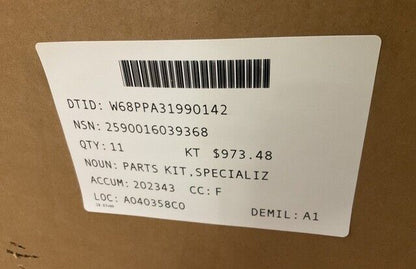 DTID: W68PPA31990142
NSN: 2590016039368
QTY: 11 KT $973.48
NOUN: PARTS KIT,SPECIALIZ
ACCUM: 202343 CC: F
LOC: A040358C0
DEMIL: A1